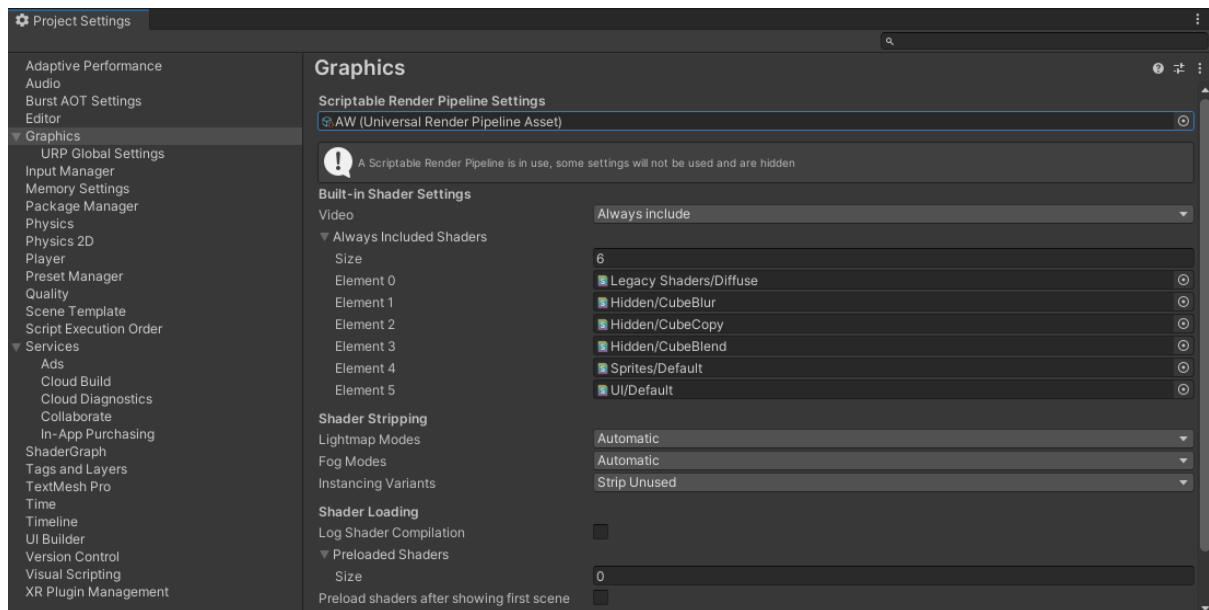 Project Settings
Adaptive Performance
Audio
Burst AOT Settings
Editor
Graphics
URP Global Settings
Input Manager
Memory Settings
Package Manager
Physics
Physics 2D
Player
Preset Manager
Quality
Scene Template
Script Execution Order
Services
Ads
Cloud Build
Cloud Diagnostics
Collaborate
In-App Purchasing
ShaderGraph
Tags and Layers
TextMesh Pro
Time
Timeline
UI Builder
Version Control
Visual Scripting
XR Plugin Management
Graphics
Scriptable Render Pipeline Settings
AW (Universal Render Pipeline Asset)
A Scriptable Render Pipeline is in use, some settings will not be used and are hidden
Built-in Shader Settings
Video Always include
Always Included Shaders
Size 6
Element 0 Legacy Shaders/Diffuse
Element 1 Hidden/CubeBlur
Element 2 Hidden/CubeCopy
Element 3 Hidden/CubeBlend
Element 4 Sprites/Default
Element 5 UI/Default
Shader Stripping
Lightmap Modes Automatic
Fog Modes Automatic
Instancing Variants Strip Unused
Shader Loading
Log Shader Compilation
Preloaded Shaders
Size 0
Preload shaders after showing first scene